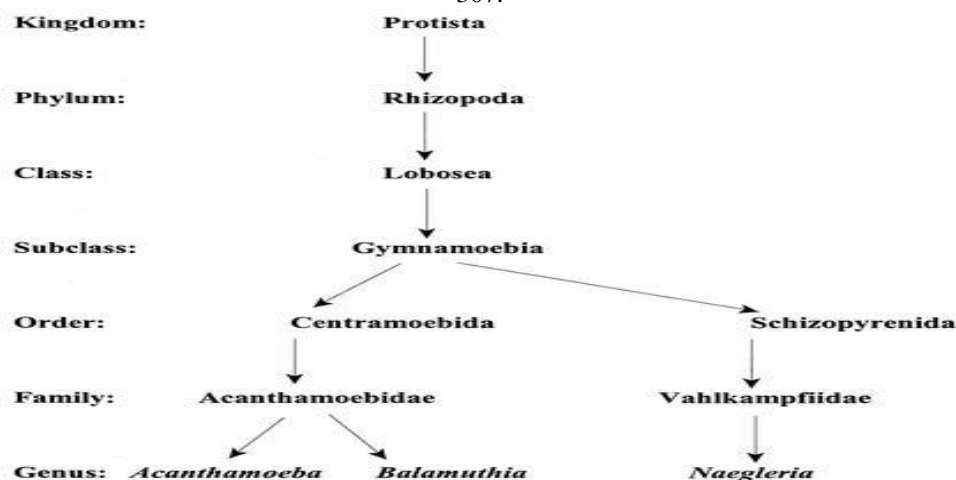 Kingdom: Protista
Phylum: Rhizopoda
Class: Lobosea
Subclass: Gymnamoebia
Order: Centramoebida Schizopyrenida
Family: Acanthamoebidae Vahlkampfiidae
Genus: Acanthamoeba Balamuthia Naegleria